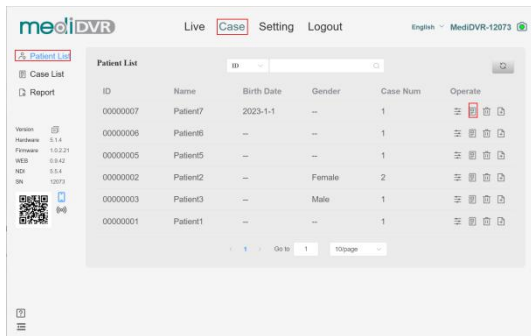 mediDVR Live Case Setting Logout English MediDVR-12073
Patient List
Case List
Report
Version
Hardware 5.1.4
Firmware 1.0.2.21
WEB 0.9.42
NDI 5.5.4
SN 12073
Patient List ID
ID Name Birth Date Gender Case Num Operate
00000007 Patient7 2023-1-1 -- 1
00000006 Patient6 -- -- 1
00000005 Patient5 -- -- 1
00000002 Patient2 -- Female 2
00000003 Patient3 -- Male 1
00000001 Patient1 -- -- 1
1 Go to 1 10/page